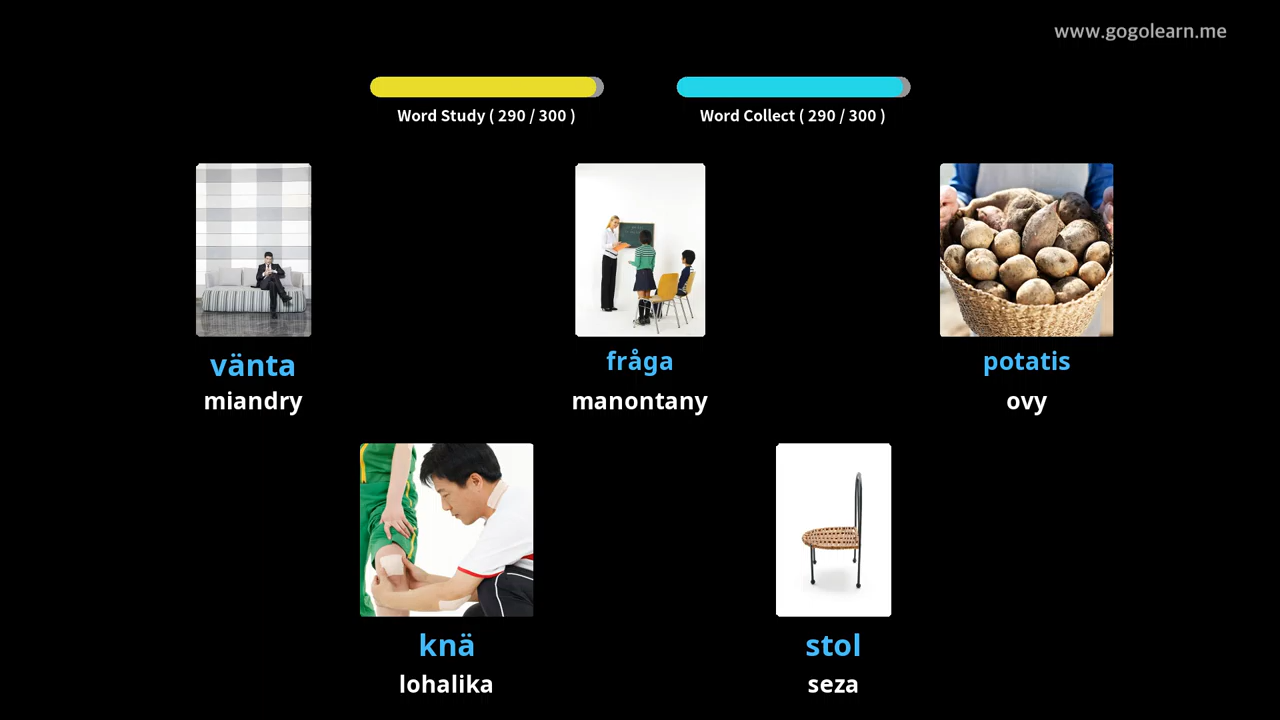 www.gogolearn.me
Word Study ( 290 / 300 )
Word Collect ( 290 / 300 )
vänta
miandry
fråga
manontany
potatis
ovy
knä
lohalika
stol
seza